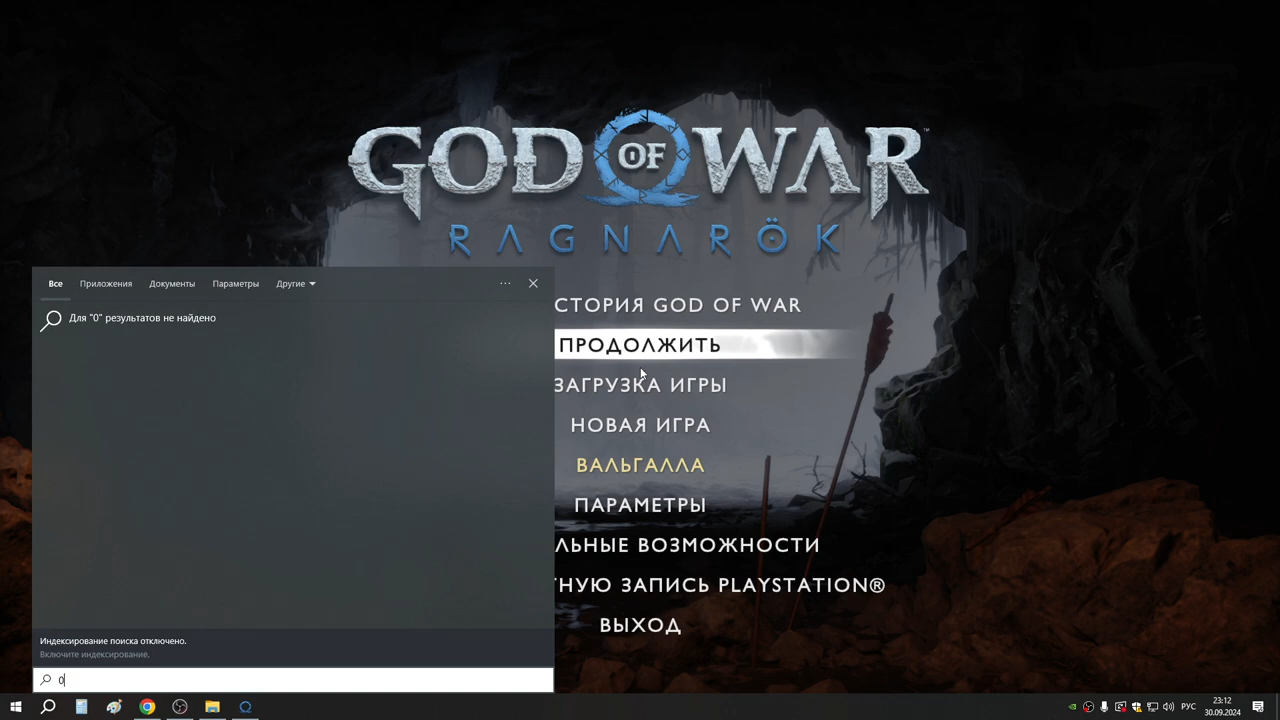 GOD OF WAR
™
RAGNARÖK
Все Приложения Документы Параметры Другие
Для "0" результатов не найдено
СТОРИЯ GOD OF WAR
ПРОДОЛЖИТЬ
ЗАГРУЗКА ИГРЫ
НОВАЯ ИГРА
ВАЛЬГАЛЛА
ПАРАМЕТРЫ
ЛЬНЫЕ ВОЗМОЖНОСТИ
ТНУЮ ЗАПИСЬ PLAYSTATION®
ВЫХОД
Индексирование поиска отключено.
Включите индексирование.
0
РУС
23:12
30.09.2024